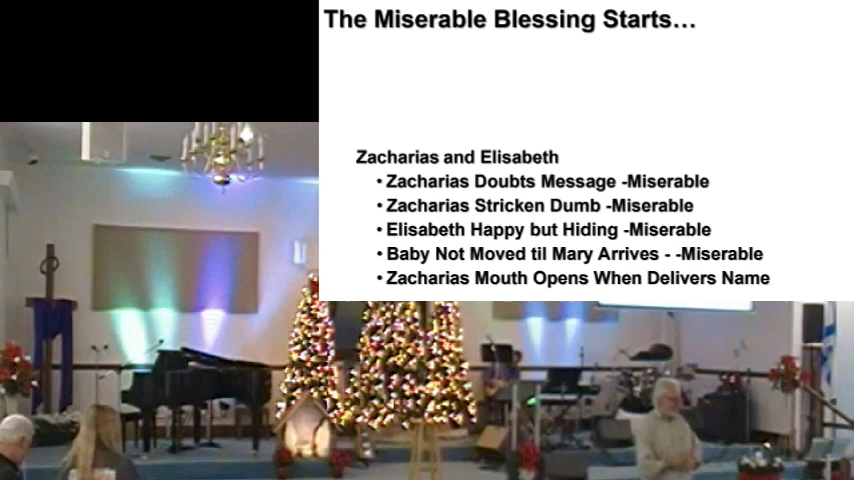 The Miserable Blessing Starts…
Zacharias and Elisabeth
• Zacharias Doubts Message -Miserable
• Zacharias Stricken Dumb -Miserable
• Elisabeth Happy but Hiding -Miserable
• Baby Not Moved til Mary Arrives - -Miserable
• Zacharias Mouth Opens When Delivers Name